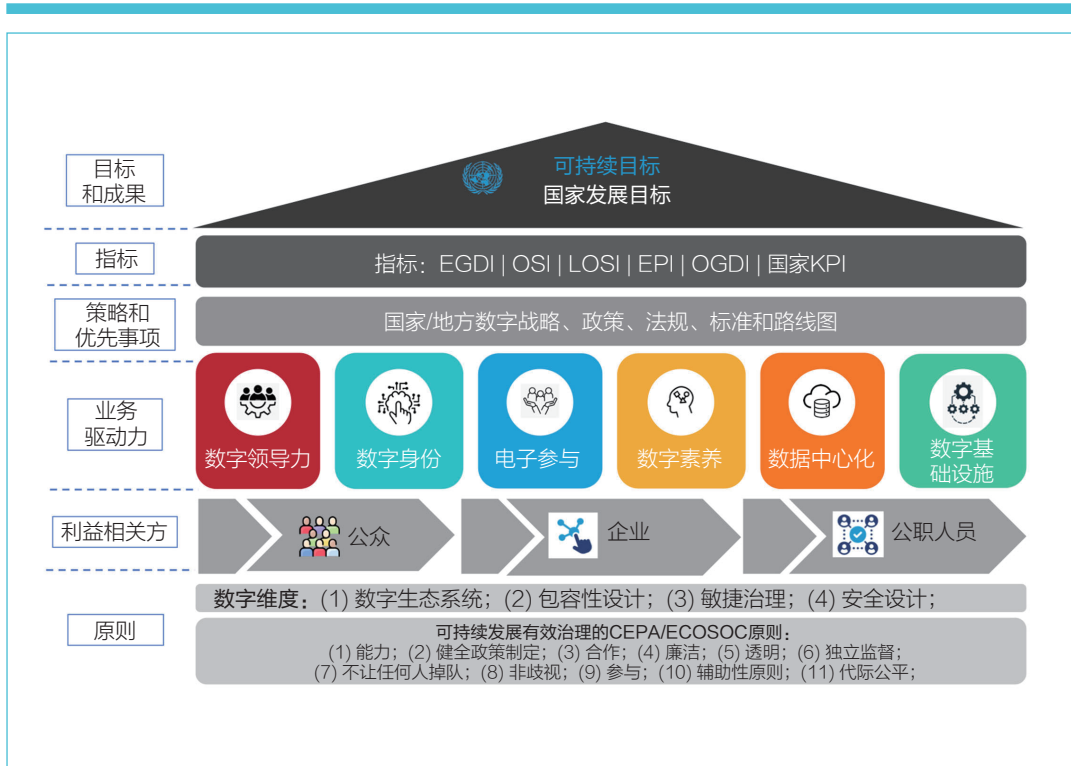 目标
和成果
可持续目标
国家发展目标
指标
指标：EGDI | OSI | LOSI | EPI | OGDI | 国家KPI
策略和
优先事项
国家/地方数字战略、政策、法规、标准和路线图
业务
驱动力
数字领导力
数字身份
电子参与
数字素养
数据中心化
数字基
础设施
利益相关方
公众
企业
公职人员
原则
数字维度：(1) 数字生态系统；(2) 包容性设计；(3) 敏捷治理；(4) 安全设计；
可持续发展有效治理的CEPA/ECOSOC原则：
(1) 能力；(2) 健全政策制定；(3) 合作；(4) 廉洁；(5) 透明；(6) 独立监督；
(7) 不让任何人掉队；(8) 非歧视；(9) 参与；(10) 辅助性原则；(11) 代际公平；